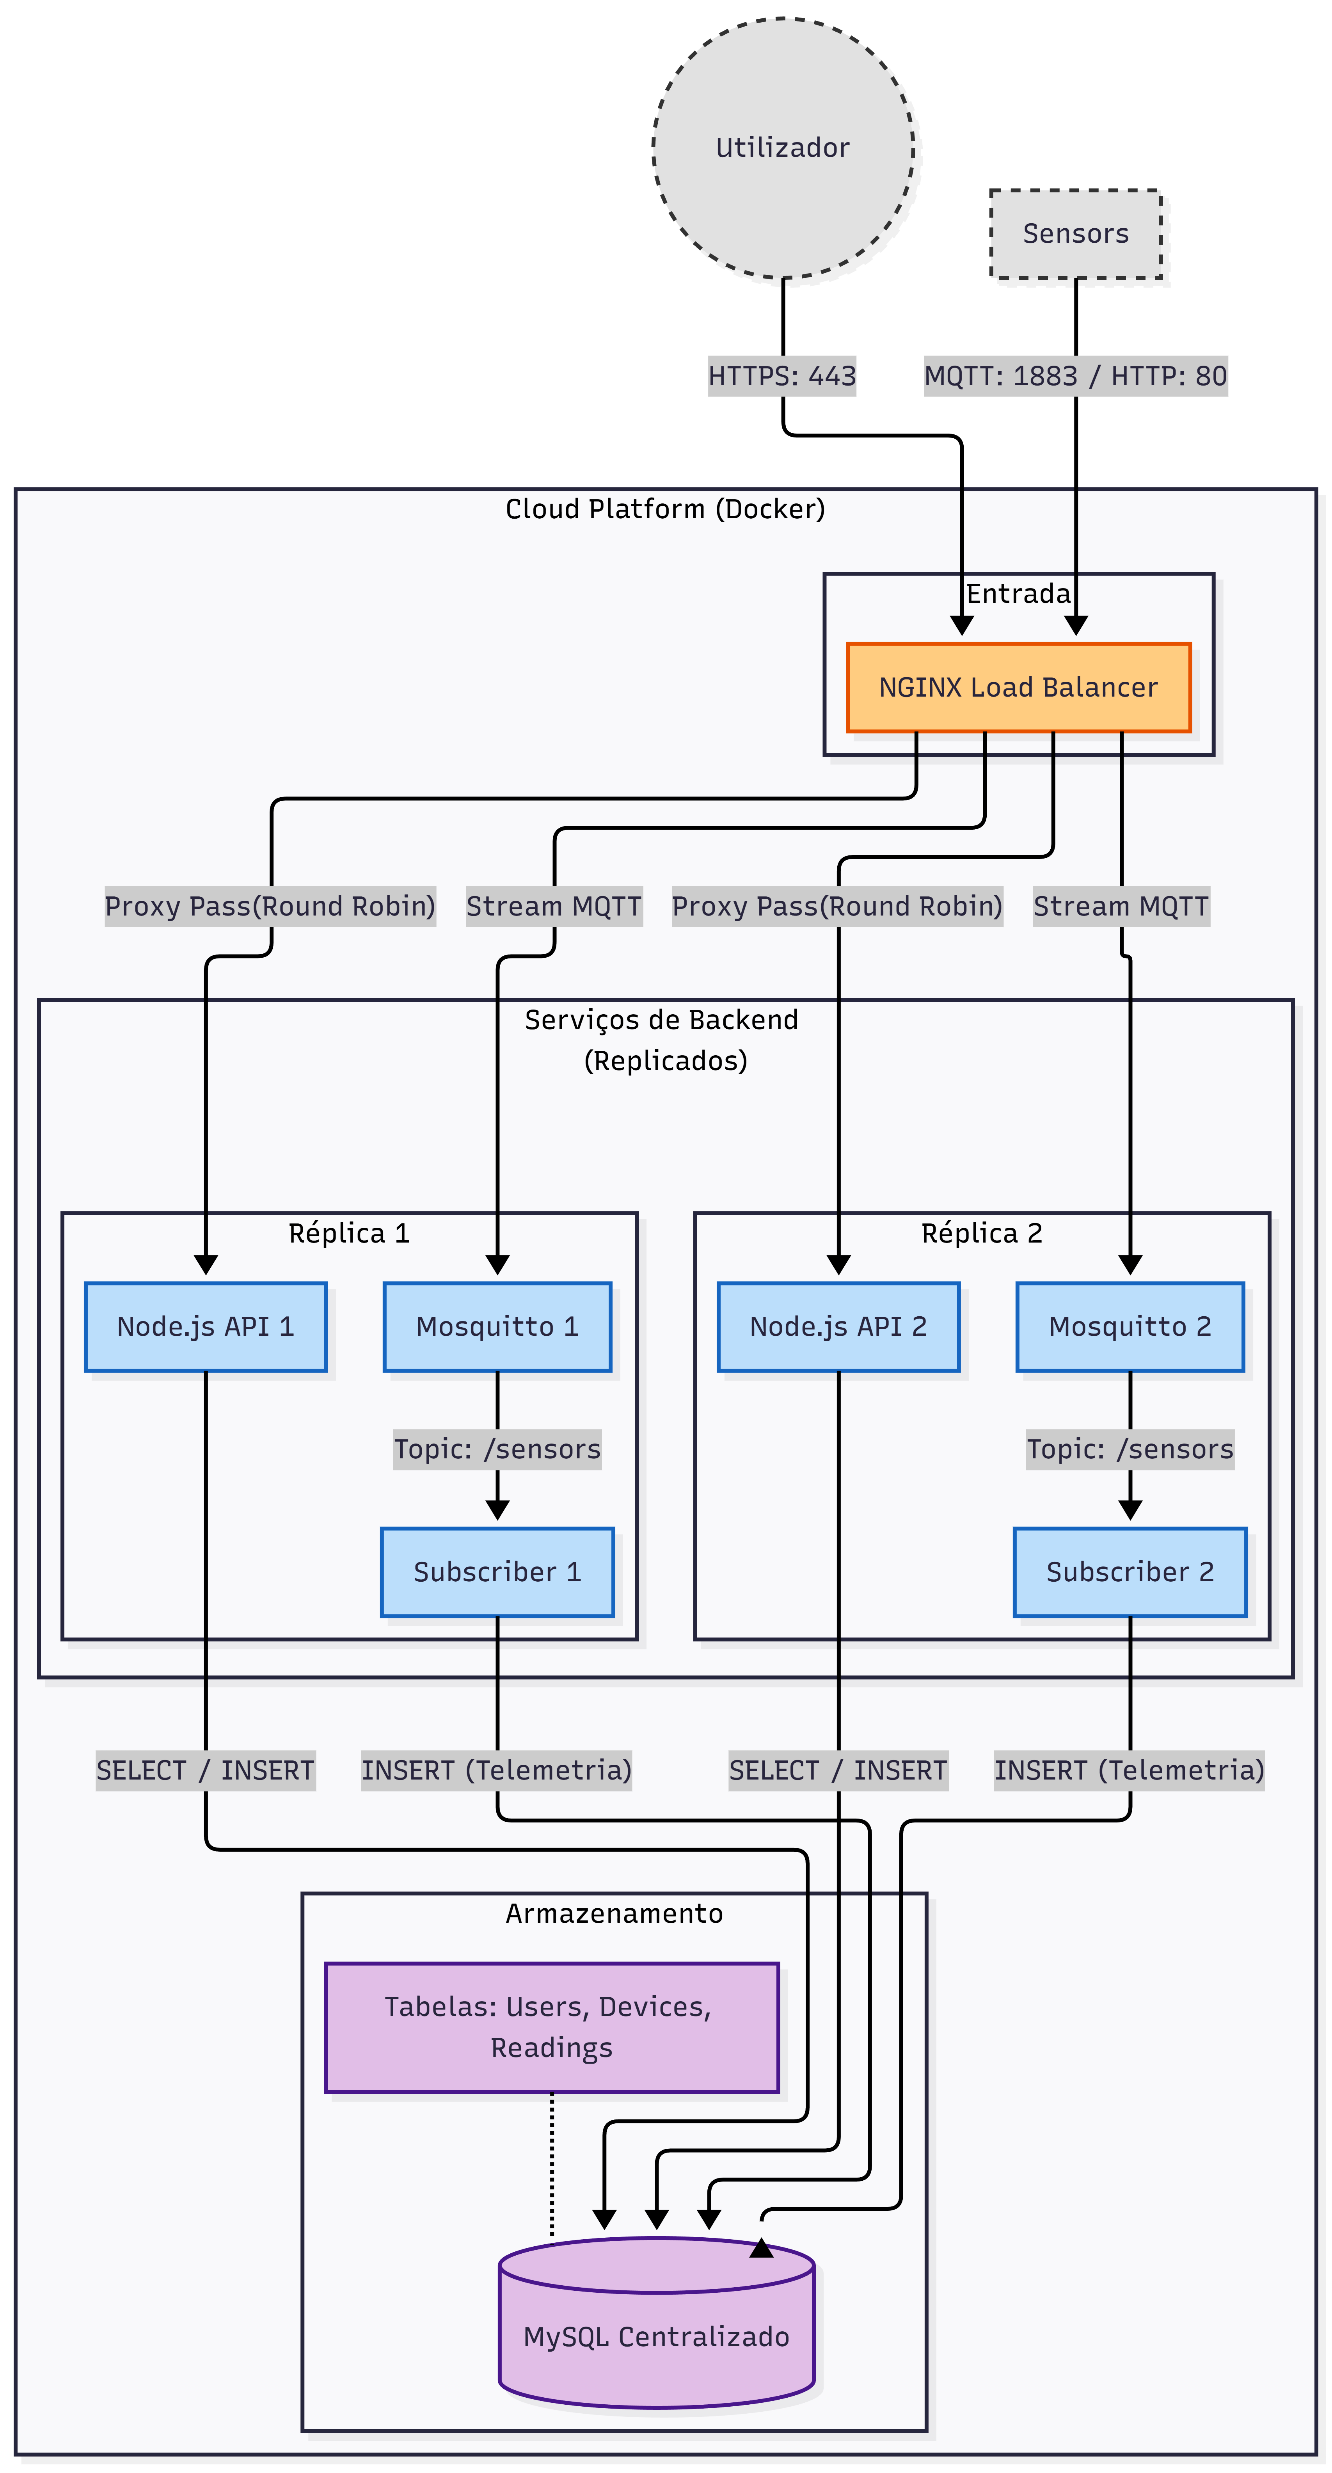 Utilizador
Sensors
HTTPS: 443
MQTT: 1883 / HTTP: 80
Cloud Platform (Docker)
Entrada
NGINX Load Balancer
Proxy Pass(Round Robin)
Stream MQTT
Proxy Pass(Round Robin)
Stream MQTT
Serviços de Backend
(Replicados)
Réplica 1
Réplica 2
Node.js API 1
Mosquitto 1
Node.js API 2
Mosquitto 2
Topic: /sensors
Topic: /sensors
Subscriber 1
Subscriber 2
SELECT / INSERT
INSERT (Telemetria)
SELECT / INSERT
INSERT (Telemetria)
Armazenamento
Tabelas: Users, Devices,
Readings
MySQL Centralizado